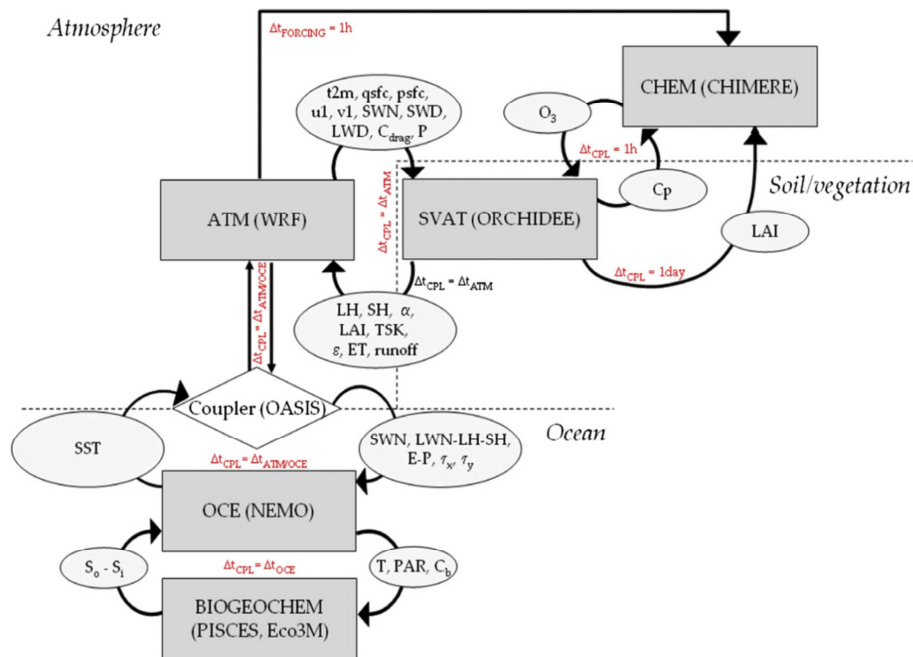 Atmosphere
Δt_FORCING = 1h
t2m, qsfc, psfc,
u1, v1, SWN, SWD,
LWD, C_drag, P
CHEM (CHIMERE)
O₃
Δt_CPL = 1h
Soil/vegetation
Cp
ATM (WRF)
Δt_CPL = Δt_ATM
SVAT (ORCHIDEE)
LAI
Δt_CPL = 1day
Δt_CPL = Δt_ATM
Δt_CPL = Δt_ATM/OCE
LH, SH, α,
LAI, TSK,
ε, ET, runoff
Coupler (OASIS)
Ocean
SST
SWN, LWN-LH-SH,
E-P, τ_x, τ_y
Δt_CPL = Δt_ATM/OCE
OCE (NEMO)
S_o - S_i
Δt_CPL = Δt_OCE
T, PAR, C_b
BIOGEOCHEM
(PISCES, Eco3M)